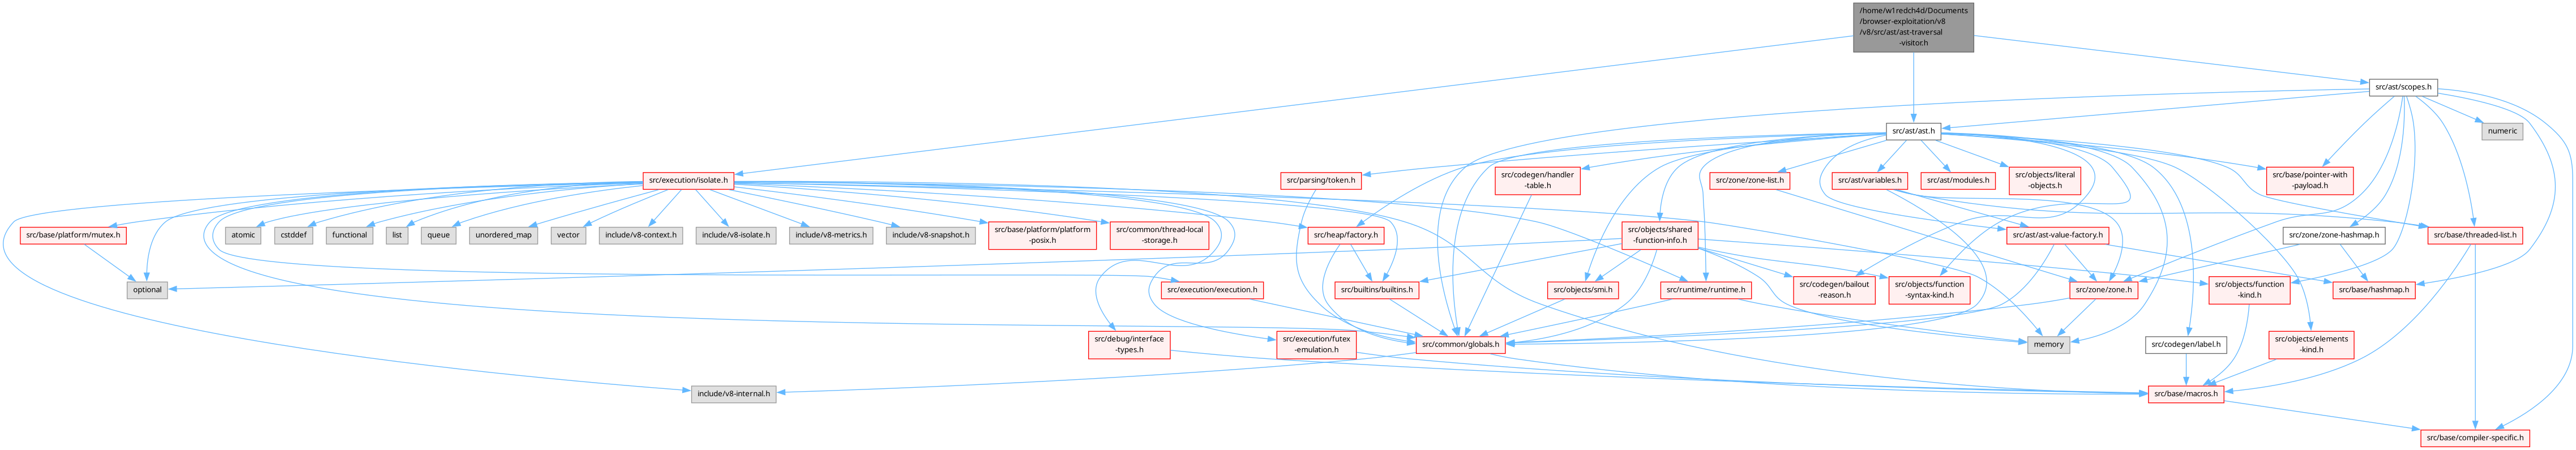 /home/w1redch4d/Documents
/browser-exploitation/v8
/v8/src/ast/ast-traversal
-visitor.h
src/ast/scopes.h
src/ast/ast.h
numeric
src/execution/isolate.h
src/parsing/token.h
src/codegen/handler
-table.h
src/zone/zone-list.h
src/ast/variables.h
src/ast/modules.h
src/objects/literal
-objects.h
src/base/pointer-with
-payload.h
src/base/platform/mutex.h
atomic
cstddef
functional
list
queue
unordered_map
vector
include/v8-context.h
include/v8-isolate.h
include/v8-metrics.h
include/v8-snapshot.h
src/base/platform/platform
-posix.h
src/common/thread-local
-storage.h
src/heap/factory.h
src/objects/shared
-function-info.h
src/ast/ast-value-factory.h
src/zone/zone-hashmap.h
src/base/threaded-list.h
optional
src/execution/execution.h
src/builtins/builtins.h
src/objects/smi.h
src/runtime/runtime.h
src/codegen/bailout
-reason.h
src/objects/function
-syntax-kind.h
src/zone/zone.h
src/objects/function
-kind.h
src/base/hashmap.h
src/debug/interface
-types.h
src/execution/futex
-emulation.h
src/common/globals.h
memory
src/codegen/label.h
src/objects/elements
-kind.h
include/v8-internal.h
src/base/macros.h
src/base/compiler-specific.h